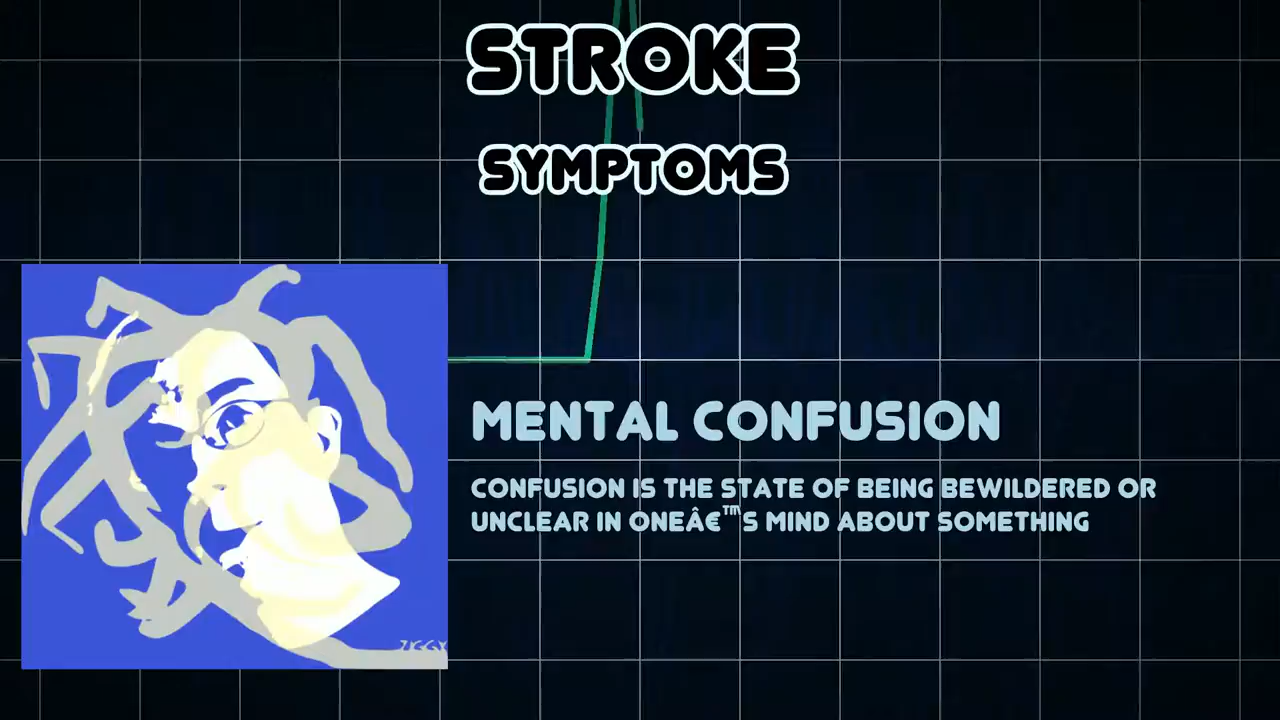 STROKE
SYMPTOMS
MENTAL CONFUSION
CONFUSION IS THE STATE OF BEING BEWILDERED OR
UNCLEAR IN ONEâ€™S MIND ABOUT SOMETHING
ZIGGY